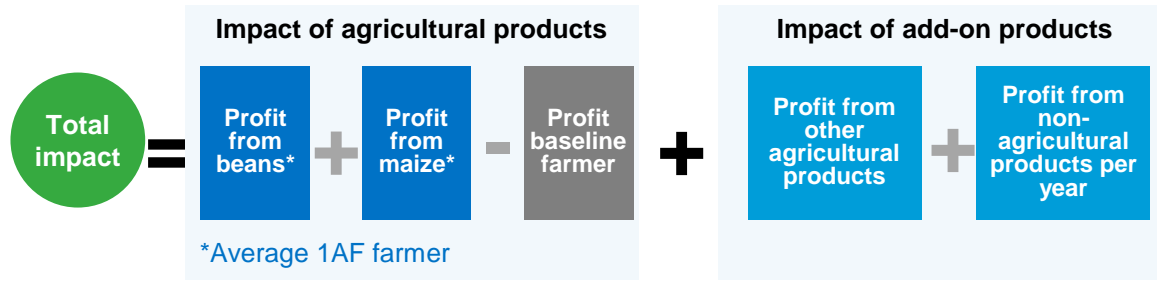 Impact of agricultural products
Impact of add-on products
Total
impact
=
Profit
from
beans*
+
Profit
from
maize*
-
Profit
baseline
farmer
+
Profit from
other
agricultural
products
+
Profit from
non-
agricultural
products per
year
*Average 1AF farmer